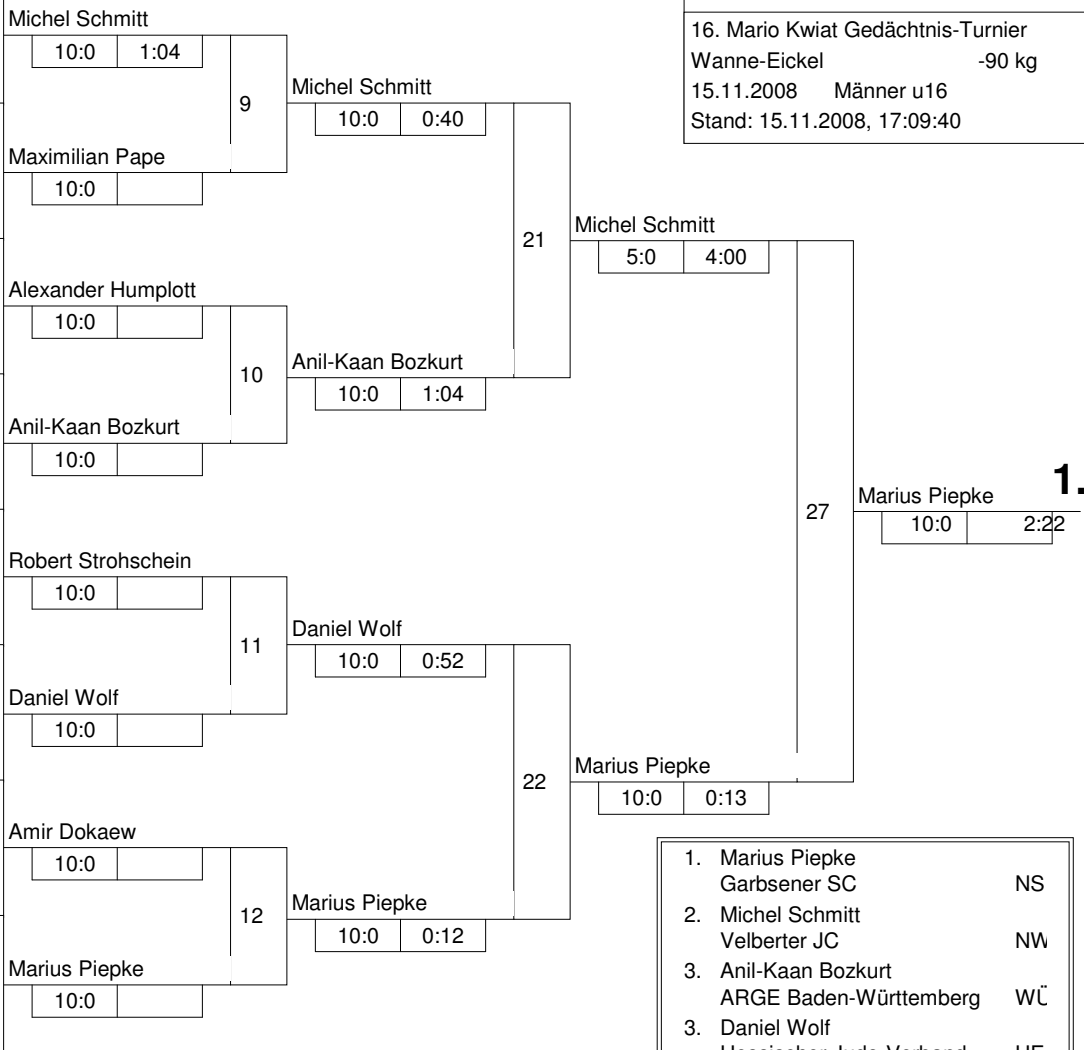 Michel Schmitt
10:0 1:04
9
Maximilian Pape
10:0
Michel Schmitt
10:0 0:40
16. Mario Kwiat Gedächtnis-Turnier
Wanne-Eickel -90 kg
15.11.2008 Männer u16
Stand: 15.11.2008, 17:09:40
21
Michel Schmitt
5:0 4:00
Alexander Humplott
10:0
10
Anil-Kaan Bozkurt
10:0
Anil-Kaan Bozkurt
10:0 1:04
27
Marius Piepke 1.
10:0 2:22
Robert Strohschein
10:0
11
Daniel Wolf
10:0
Daniel Wolf
10:0 0:52
22
Marius Piepke
10:0 0:13
Amir Dokaew
10:0
12
Marius Piepke
10:0
Marius Piepke
10:0 0:12
1. Marius Piepke
Garbsener SC NS
2. Michel Schmitt
Velberter JC NW
3. Anil-Kaan Bozkurt
ARGE Baden-Württemberg WÜ
3. Daniel Wolf